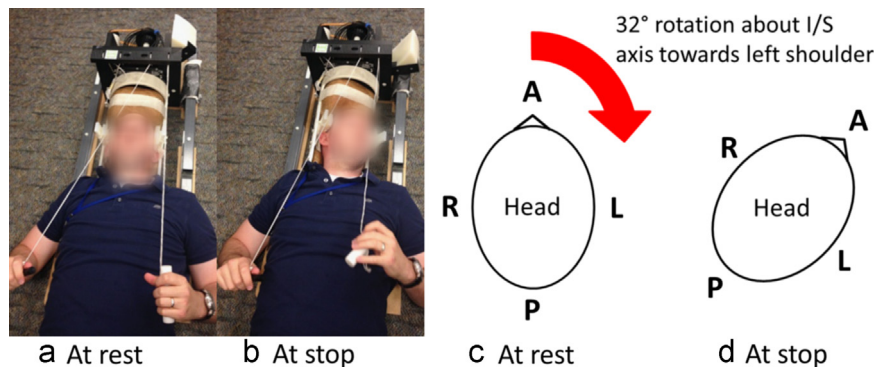 32° rotation about I/S
axis towards left shoulder
A
R
Head
L
P
A
R
Head
L
P
a At rest
b At stop
c At rest
d At stop